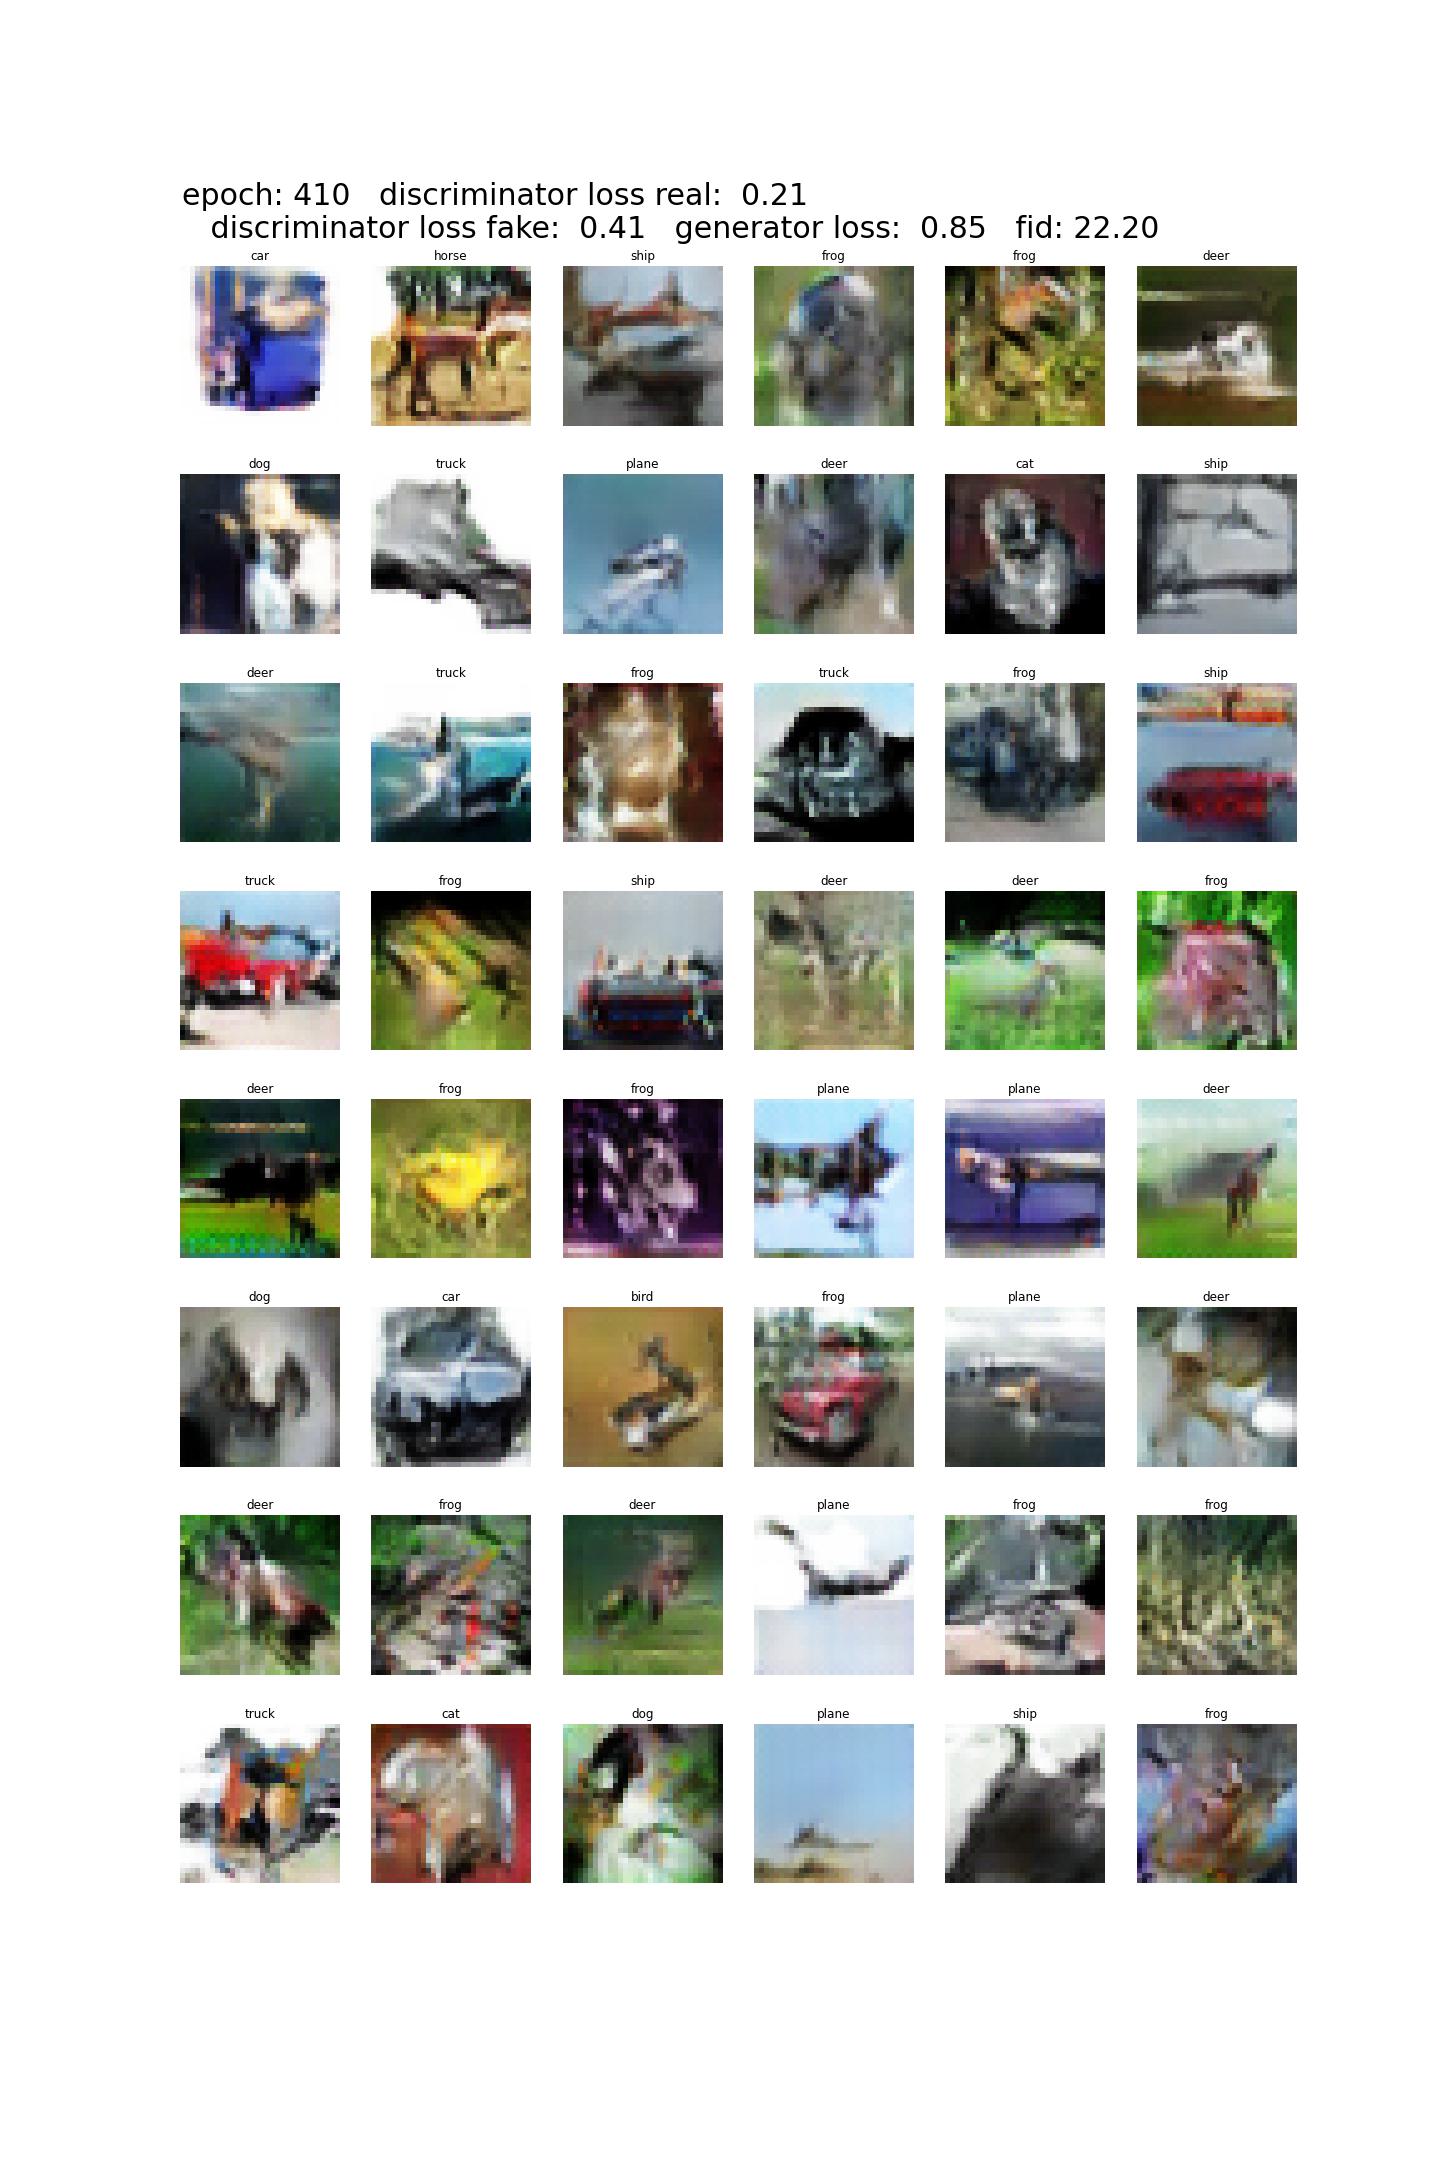 epoch: 410   discriminator loss real:  0.21
discriminator loss fake:  0.41   generator loss:  0.85   fid: 22.20
car horse ship frog frog deer
dog truck plane deer cat ship
deer truck frog truck frog ship
truck frog ship deer deer frog
deer frog frog plane plane deer
dog car bird frog plane deer
deer frog deer plane frog frog
truck cat dog plane ship frog